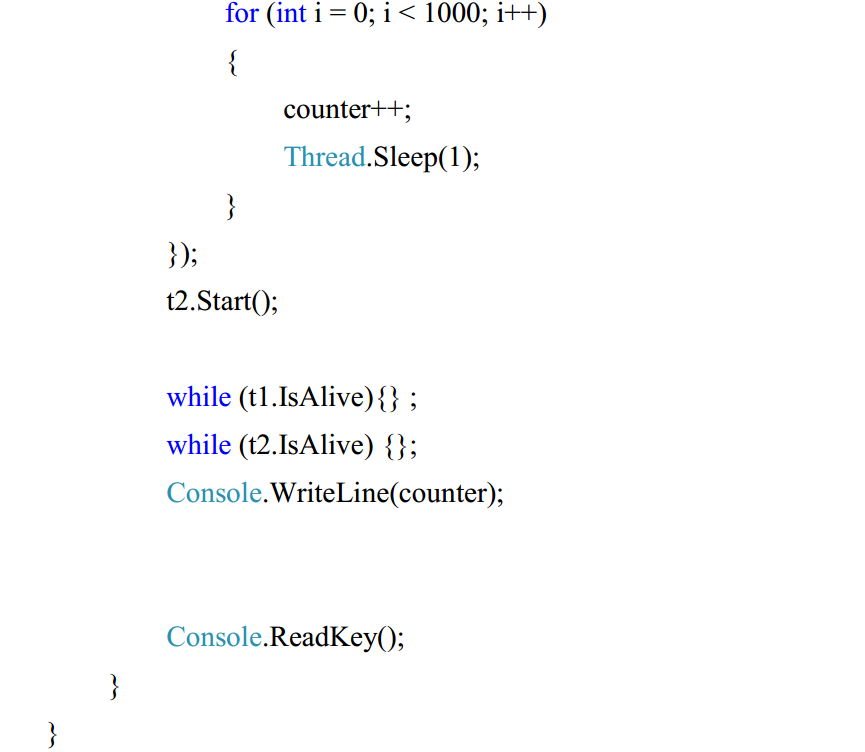 for (int i = 0; i < 1000; i++)
{
counter++;
Thread.Sleep(1);
}
});
t2.Start();
while (t1.IsAlive){} ;
while (t2.IsAlive) {};
Console.WriteLine(counter);
Console.ReadKey();
}
}